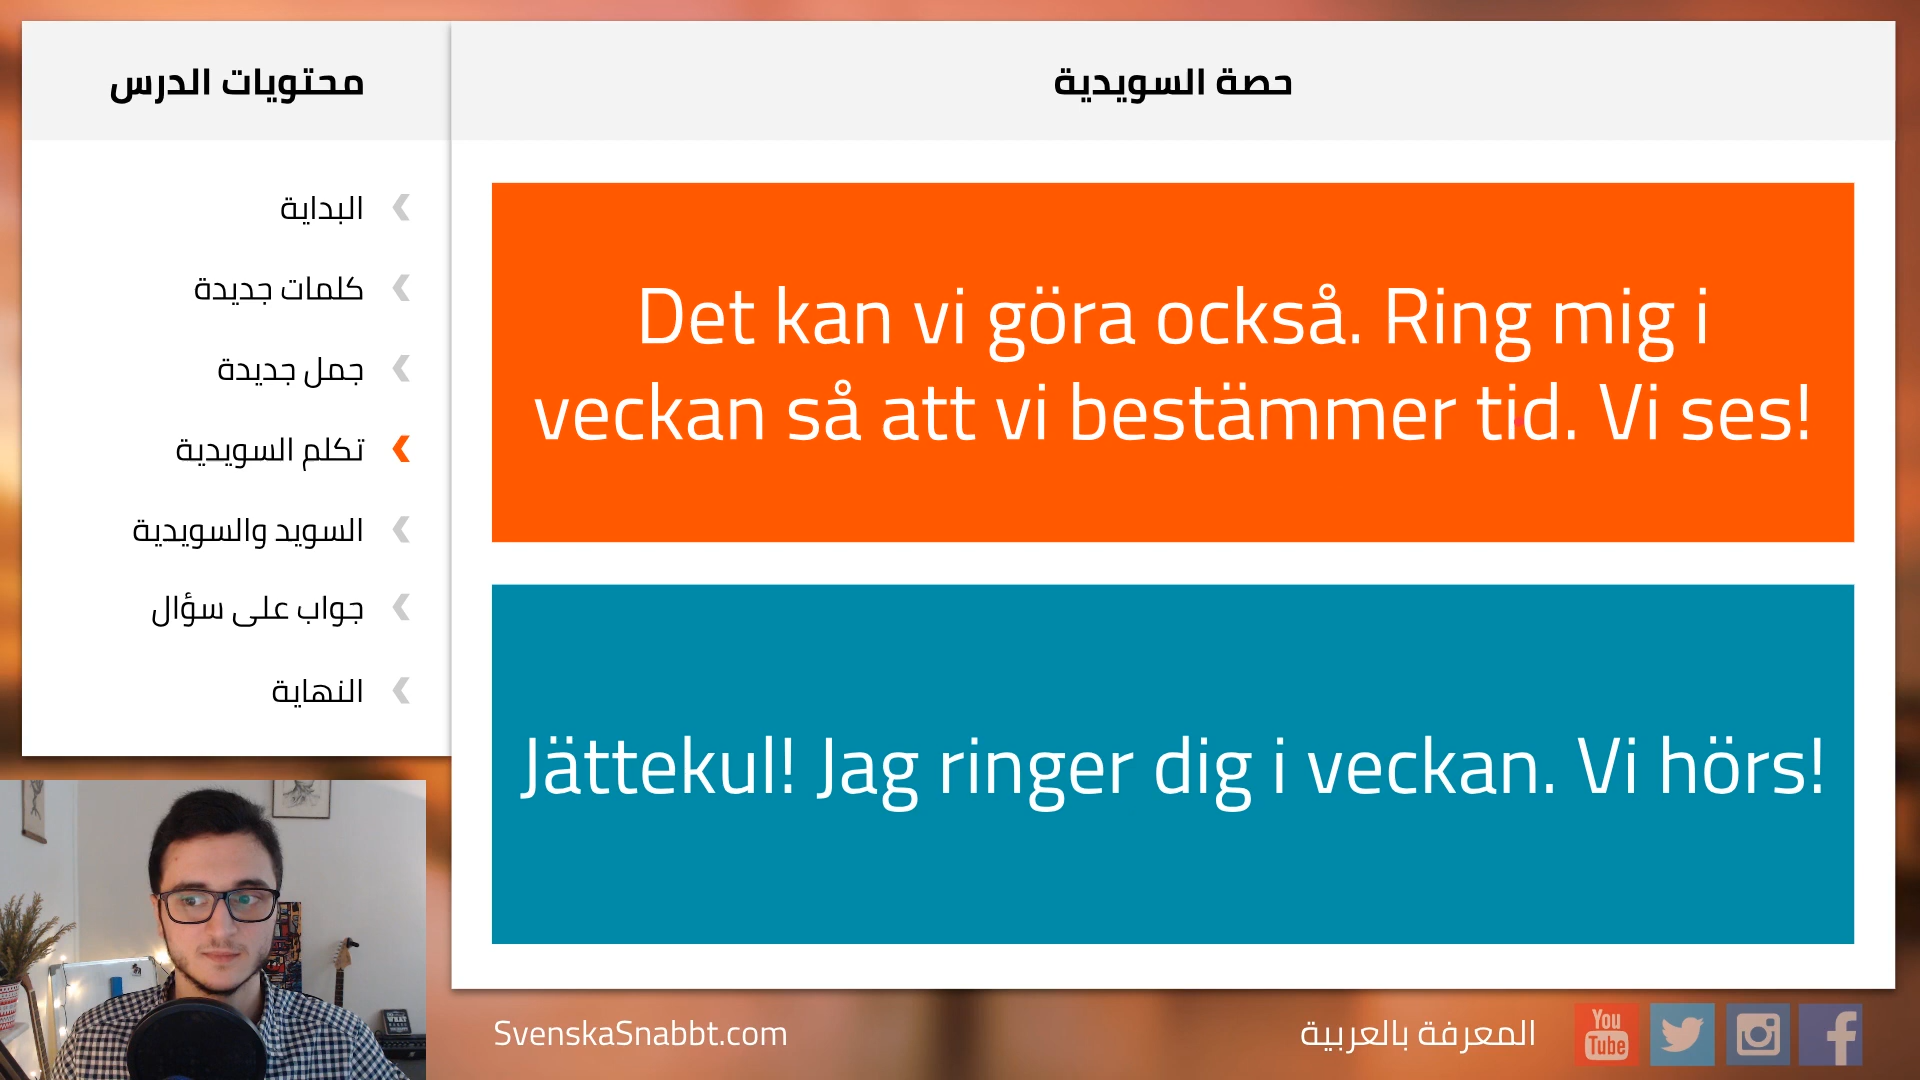 محتويات الدرس
حصة السويدية
البداية
كلمات جديدة
جمل جديدة
تكلم السويدية
السويد والسويدية
جواب على سؤال
النهاية
Det kan vi göra också. Ring mig i
veckan så att vi bestämmer tid. Vi ses!
Jättekul! Jag ringer dig i veckan. Vi hörs!
SvenskaSnabbt.com
المعرفة بالعربية
You
Tube